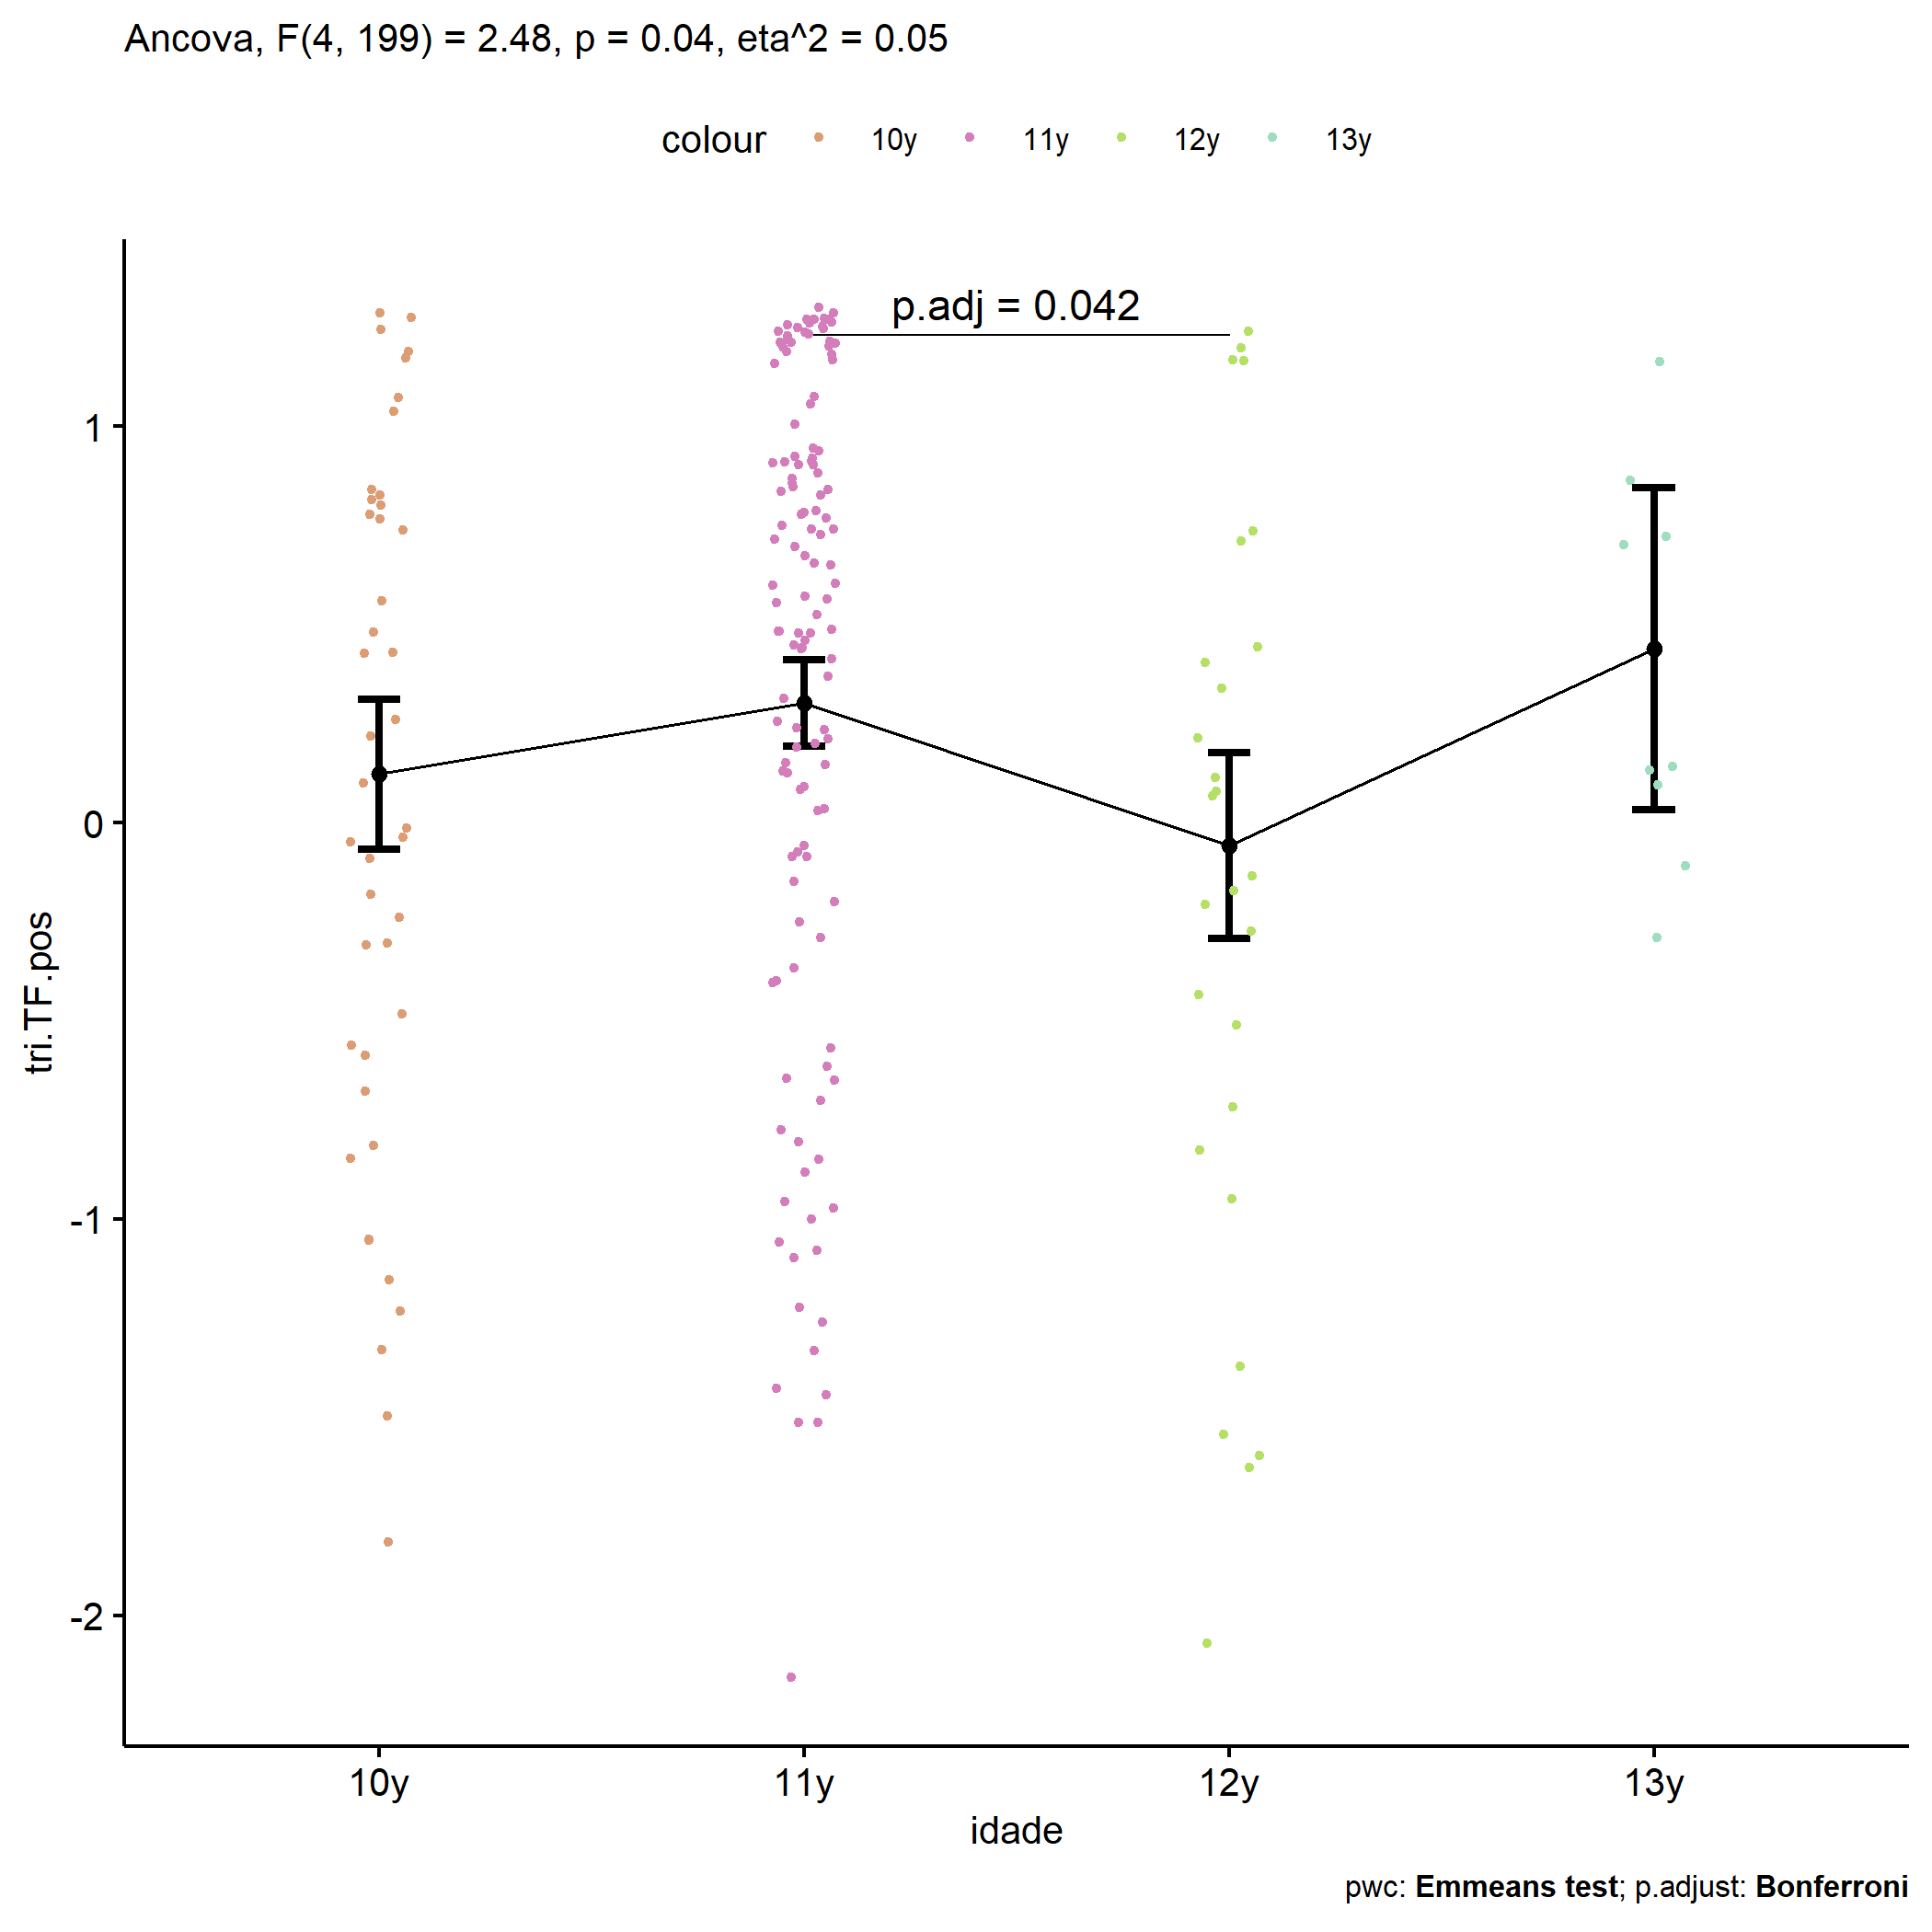 Ancova, F(4, 199) = 2.48, p = 0.04, eta^2 = 0.05
colour 10y 11y 12y 13y
p.adj = 0.042
1
0
-1
-2
tri.TF.pos
10y 11y 12y 13y
idade
pwc: Emmeans test; p.adjust: Bonferroni